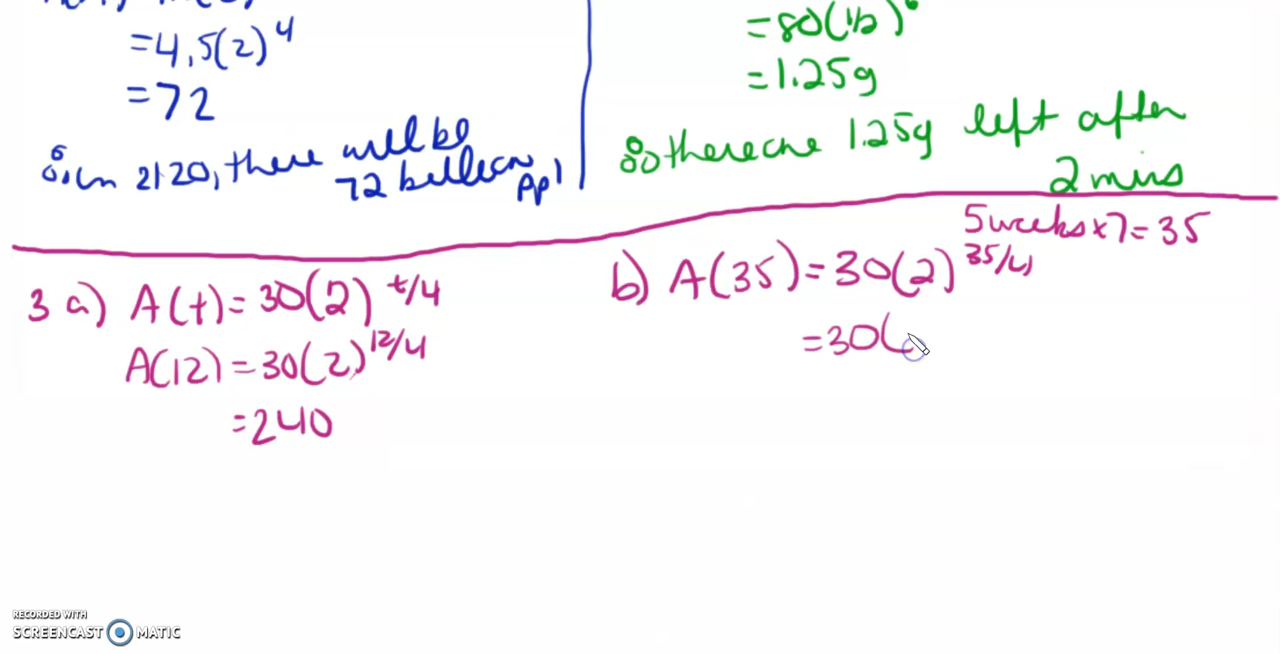 =4,5(2)^4
=72
∴ in 2120, there will be
72 billion ppl
=80(1/2)
=1.25g
∴ there are 1.25g left after
2 mins
3 a) A(t)=30(2)^t/4
A(12)=30(2)^12/4
=240
5 weeks x 7 = 35
b) A(35)=30(2)^35/4
=30(
RECORDED WITH
SCREENCAST MATIC